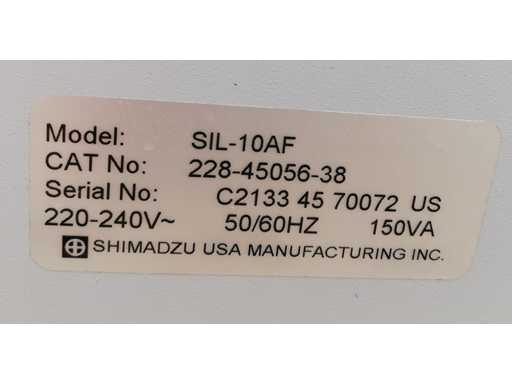 Model: SIL-10AF
CAT No: 228-45056-38
Serial No: C2133 45 70072 US
220-240V~ 50/60HZ 150VA
SHIMADZU USA MANUFACTURING INC.